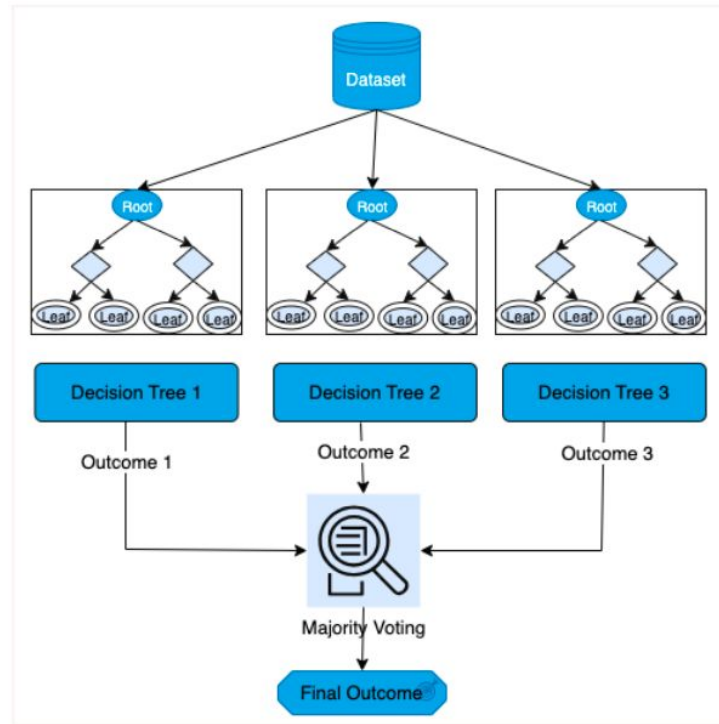 Dataset
Root Root Root
Leaf Leaf Leaf Leaf Leaf Leaf Leaf Leaf Leaf Leaf Leaf Leaf
Decision Tree 1 Decision Tree 2 Decision Tree 3
Outcome 1 Outcome 2 Outcome 3
Majority Voting
Final Outcome